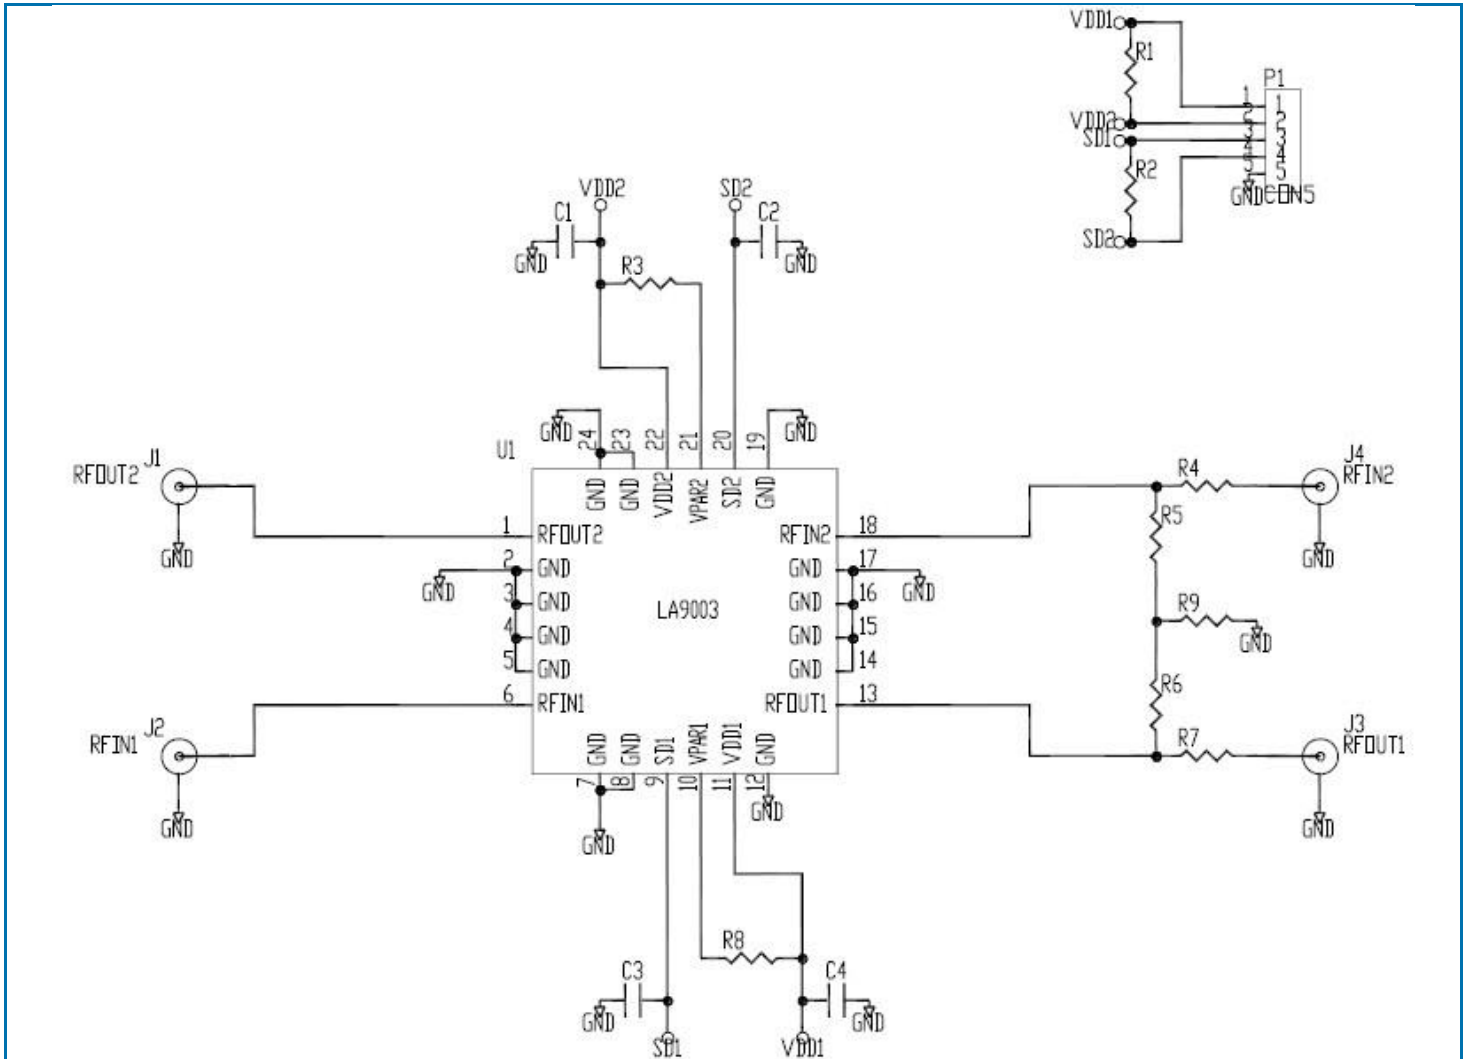 VDD1
R1
P1
1
1
2
VDD2
3
SD1
4
R2
5
GND
CON5
SD2
VDD2
SD2
C1
C2
GND
R3
GND
GND
24
23
22
21
20
19
GND
U1
GND
GND
VDD2
VPAR2
SD2
GND
J1
RFOUT2
J4
RFIN2
R4
R5
1
RFOUT2
RFIN2
18
GND
GND
2
GND
GND
17
GND
GND
3
GND
LA9003
GND
16
R9
GND
4
GND
GND
15
5
GND
GND
14
R6
6
RFIN1
RFOUT1
13
J2
RFIN1
J3
RFOUT1
R7
GND
GND
SD1
VPAR1
VDD1
GND
7
8
9
10
11
12
GND
GND
GND
GND
R8
C3
C4
GND
GND
SD1
VDD1